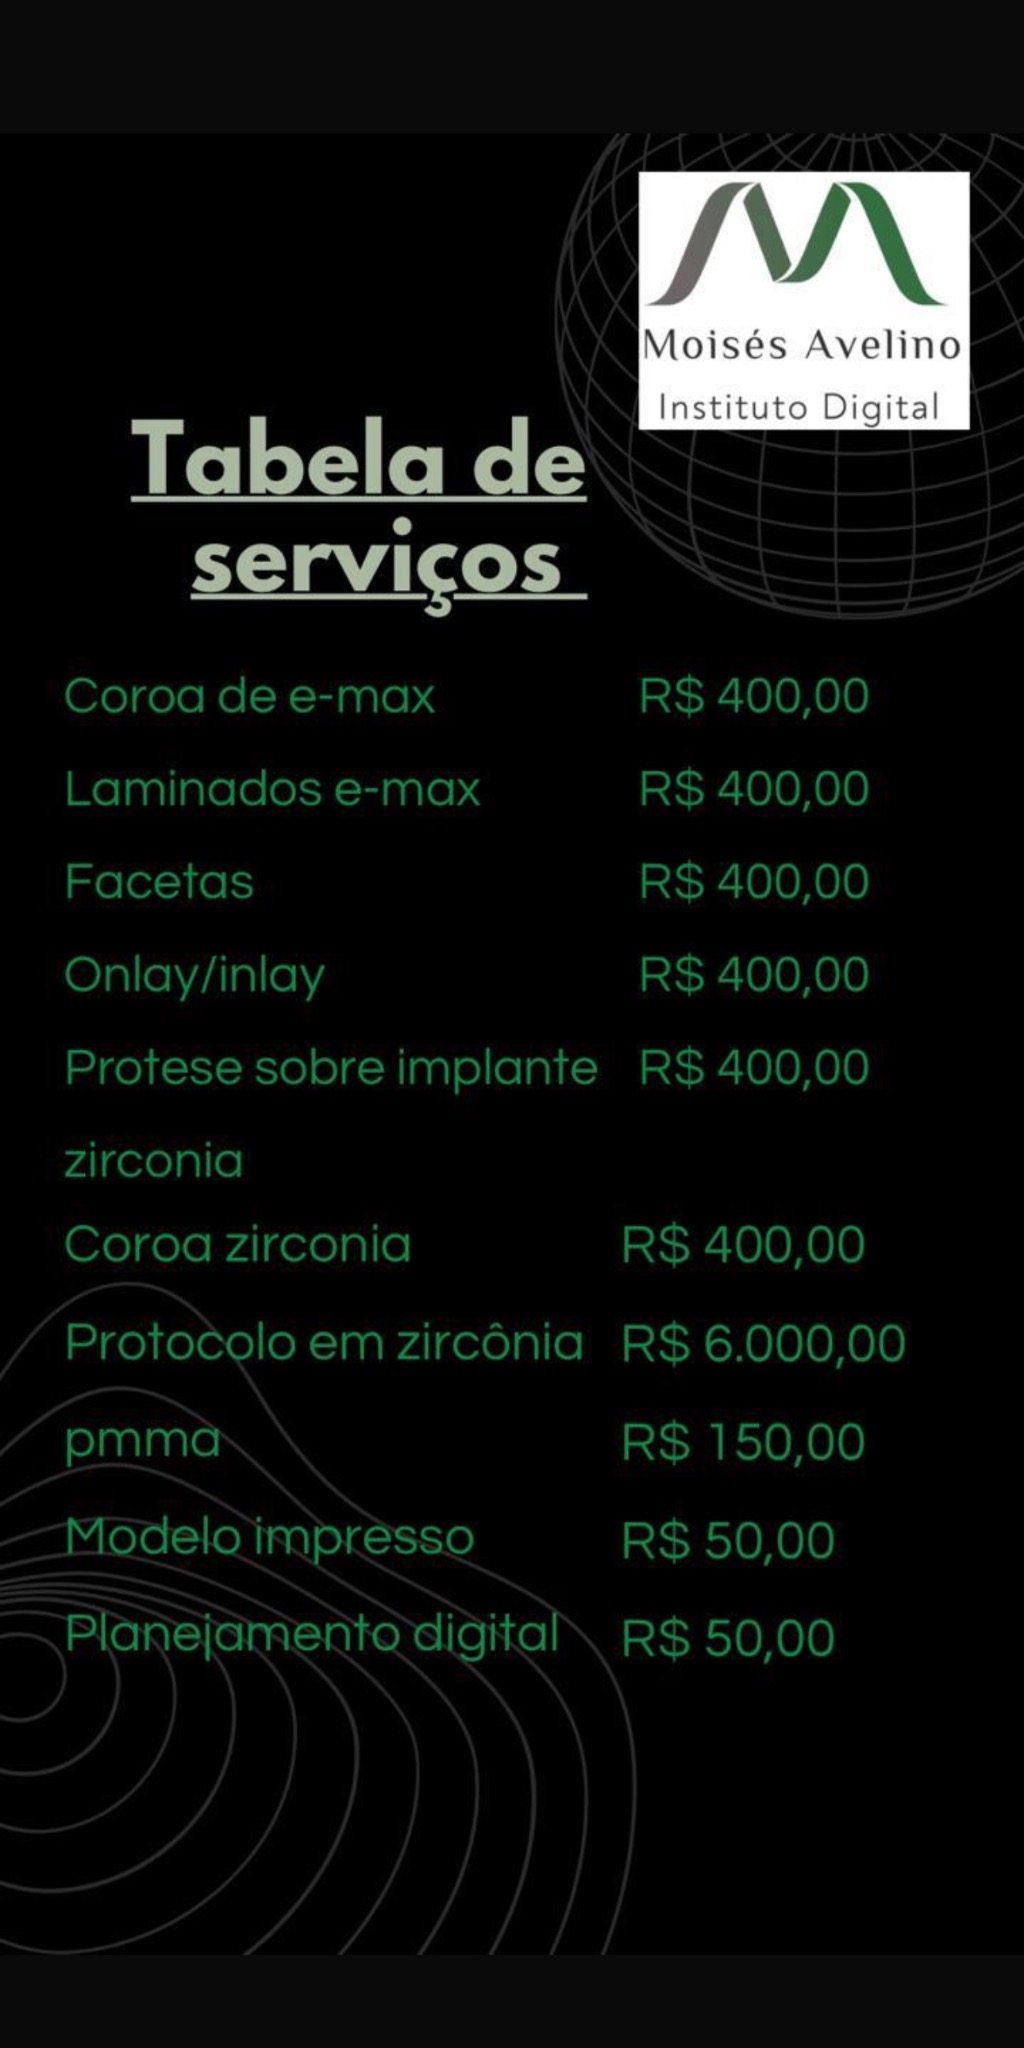 Moisés Avelino
Instituto Digital
Tabela de
serviços
Coroa de e-max R$ 400,00
Laminados e-max R$ 400,00
Facetas R$ 400,00
Onlay/inlay R$ 400,00
Protese sobre implante R$ 400,00
zirconia
Coroa zirconia R$ 400,00
Protocolo em zircônia R$ 6.000,00
pmma R$ 150,00
Modelo impresso R$ 50,00
Planejamento digital R$ 50,00